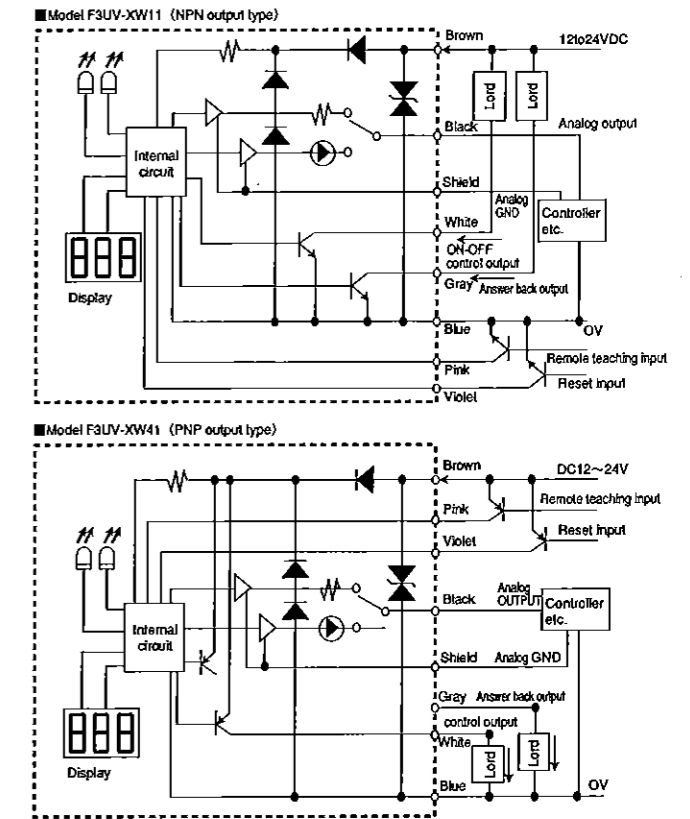 ■Model F3UV-XW11 (NPN output type)
Brown
12to24VDC
Lord
Lord
Black
Analog output
Internal
circuit
Shield
Analog
GND
Controller
etc.
White
ON-OFF
control output
Gray
Answer back output
Display
Blue
OV
Remote teaching input
Pink
Reset input
Violet
■Model F3UV-XW41 (PNP output type)
Brown
DC12～24V
Pink
Remote teaching input
Violet
Reset input
Black
Analog
OUTPUT
Controller
etc.
Internal
circuit
Shield
Analog GND
Gray
Answer back output
control output
White
Lord
Lord
Display
Blue
OV